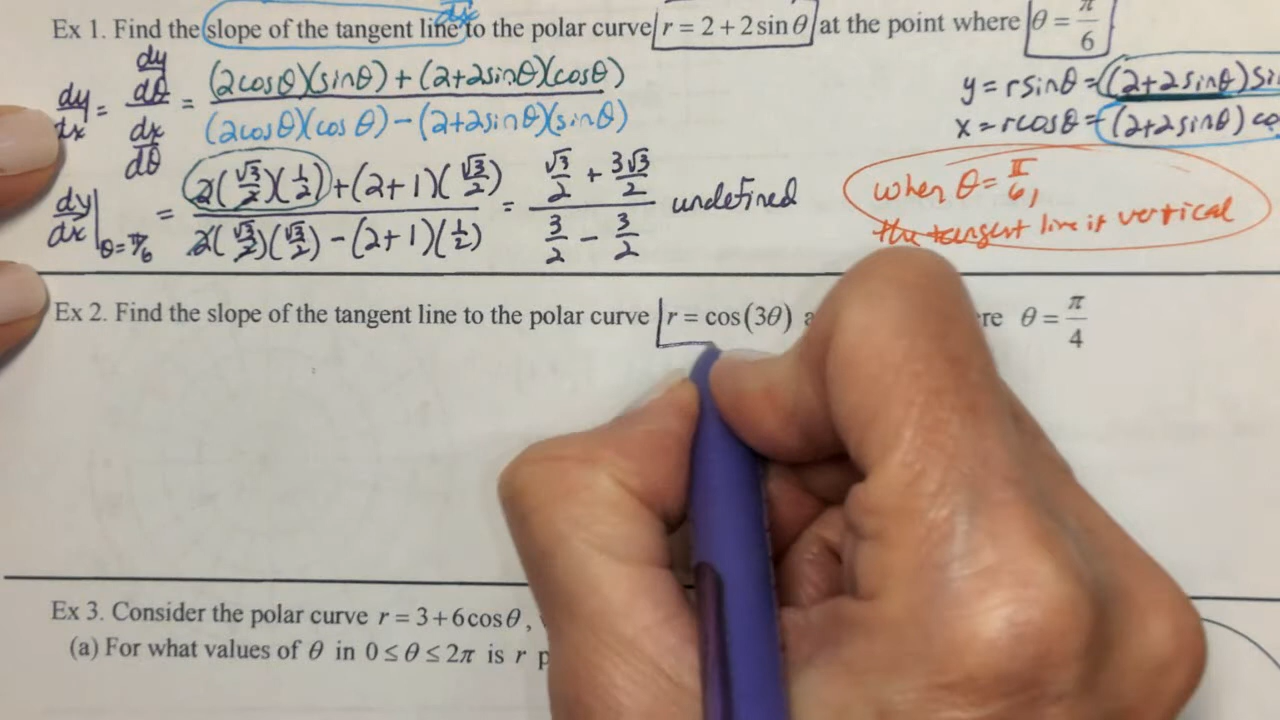 Ex 1. Find the slope of the tangent line to the polar curve r = 2 + 2 sin θ at the point where θ = π/6
dy/dx = (dy/dθ)/(dx/dθ) = ((2cosθ)(sinθ) + (2+2sinθ)(cosθ))/((2cosθ)(cosθ) − (2+2sinθ)(sinθ))
y = rsinθ = (2+2sinθ)
x = rcosθ = (2+2sinθ)
dy/dx|θ=π/6 = (2(√3/2)(1/2) + (2+1)(√3/2))/(2(√3/2)(√3/2) − (2+1)(1/2)) = (√3/2 + 3√3/2)/(3/2 − 3/2) undefined
when θ = π/6,
the tangent line is vertical
Ex 2. Find the slope of the tangent line to the polar curve r = cos(3θ) θ = π/4
Ex 3. Consider the polar curve r = 3 + 6cosθ,
(a) For what values of θ in 0 ≤ θ ≤ 2π is r